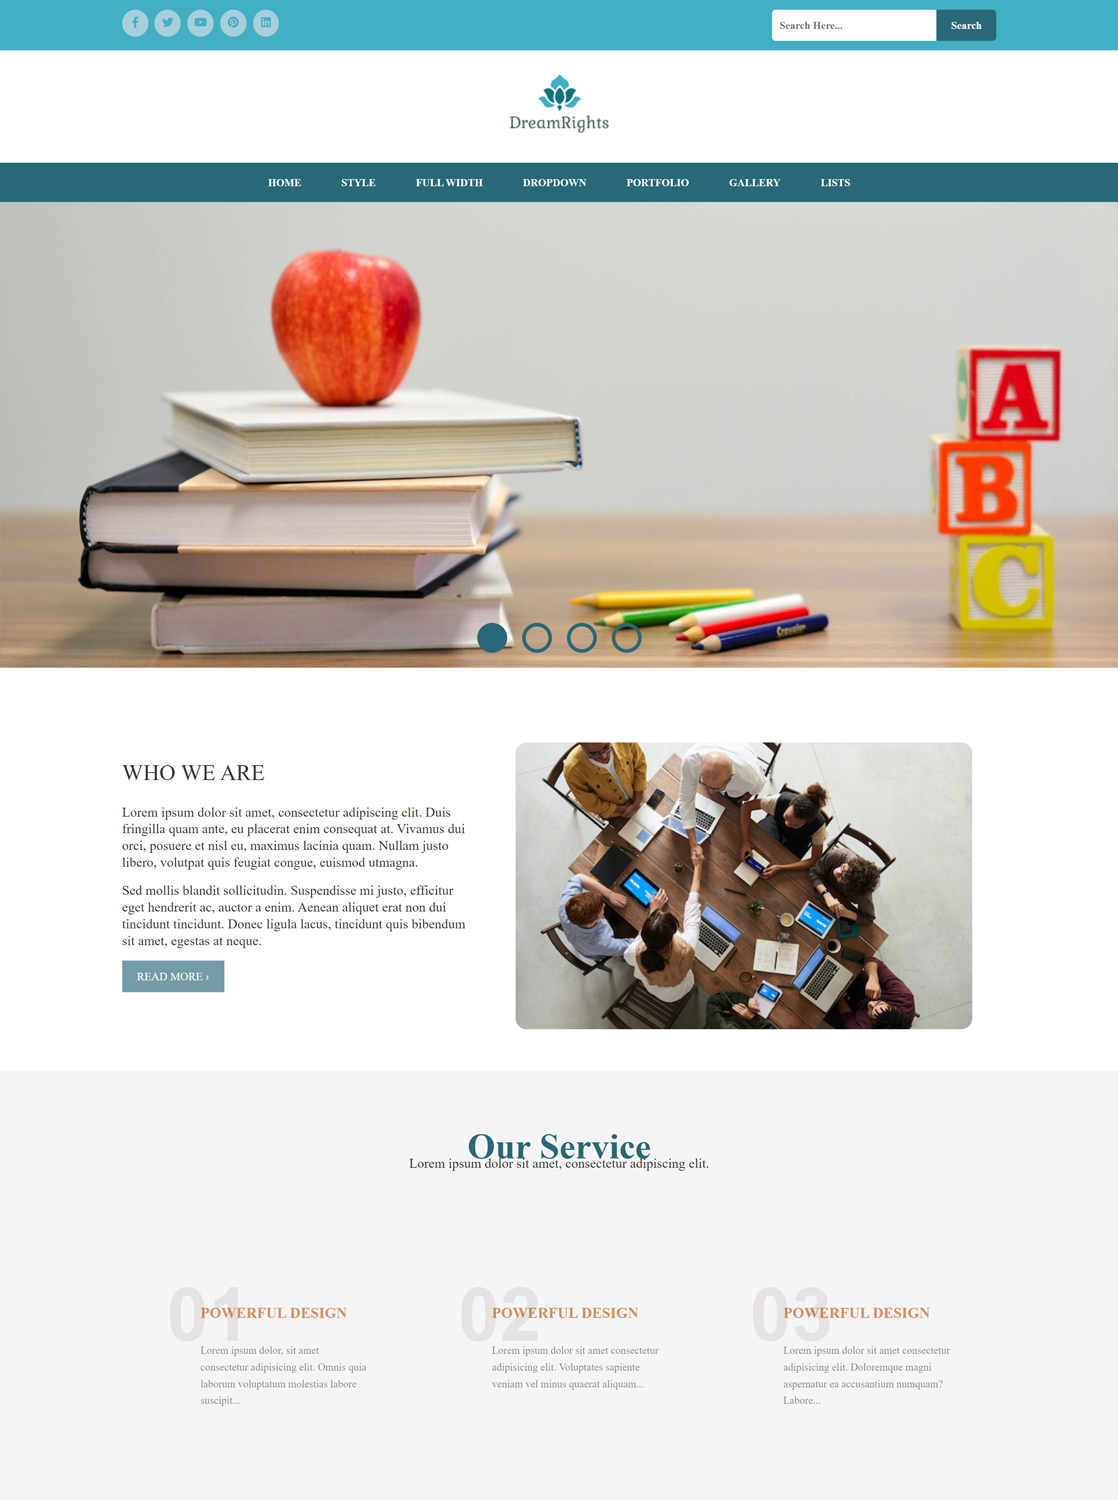 Search Here...
Search
DreamRights
HOME
STYLE
FULL WIDTH
DROPDOWN
PORTFOLIO
GALLERY
LISTS
A
B
C
Crayola
WHO WE ARE
Lorem ipsum dolor sit amet, consectetur adipiscing elit. Duis
fringilla quam ante, eu placerat enim consequat at. Vivamus dui
orci, posuere et nisl eu, maximus lacinia quam. Nullam justo
libero, volutpat quis feugiat congue, euismod utmagna.
Sed mollis blandit sollicitudin. Suspendisse mi justo, efficitur
eget hendrerit ac, auctor a enim. Aenean aliquet erat non dui
tincidunt tincidunt. Donec ligula lacus, tincidunt quis bibendum
sit amet, egestas at neque.
READ MORE ›
Our Service
Lorem ipsum dolor sit amet, consectetur adipiscing elit.
01
POWERFUL DESIGN
Lorem ipsum dolor, sit amet
consectetur adipisicing elit. Omnis quia
laborum voluptatum molestias labore
suscipit...
02
POWERFUL DESIGN
Lorem ipsum dolor sit amet consectetur
adipisicing elit. Voluptates sapiente
veniam vel minus quaerat aliquam...
03
POWERFUL DESIGN
Lorem ipsum dolor sit amet consectetur
adipisicing elit. Doloremque magni
aspernatur ea accusantium numquam?
Labore...